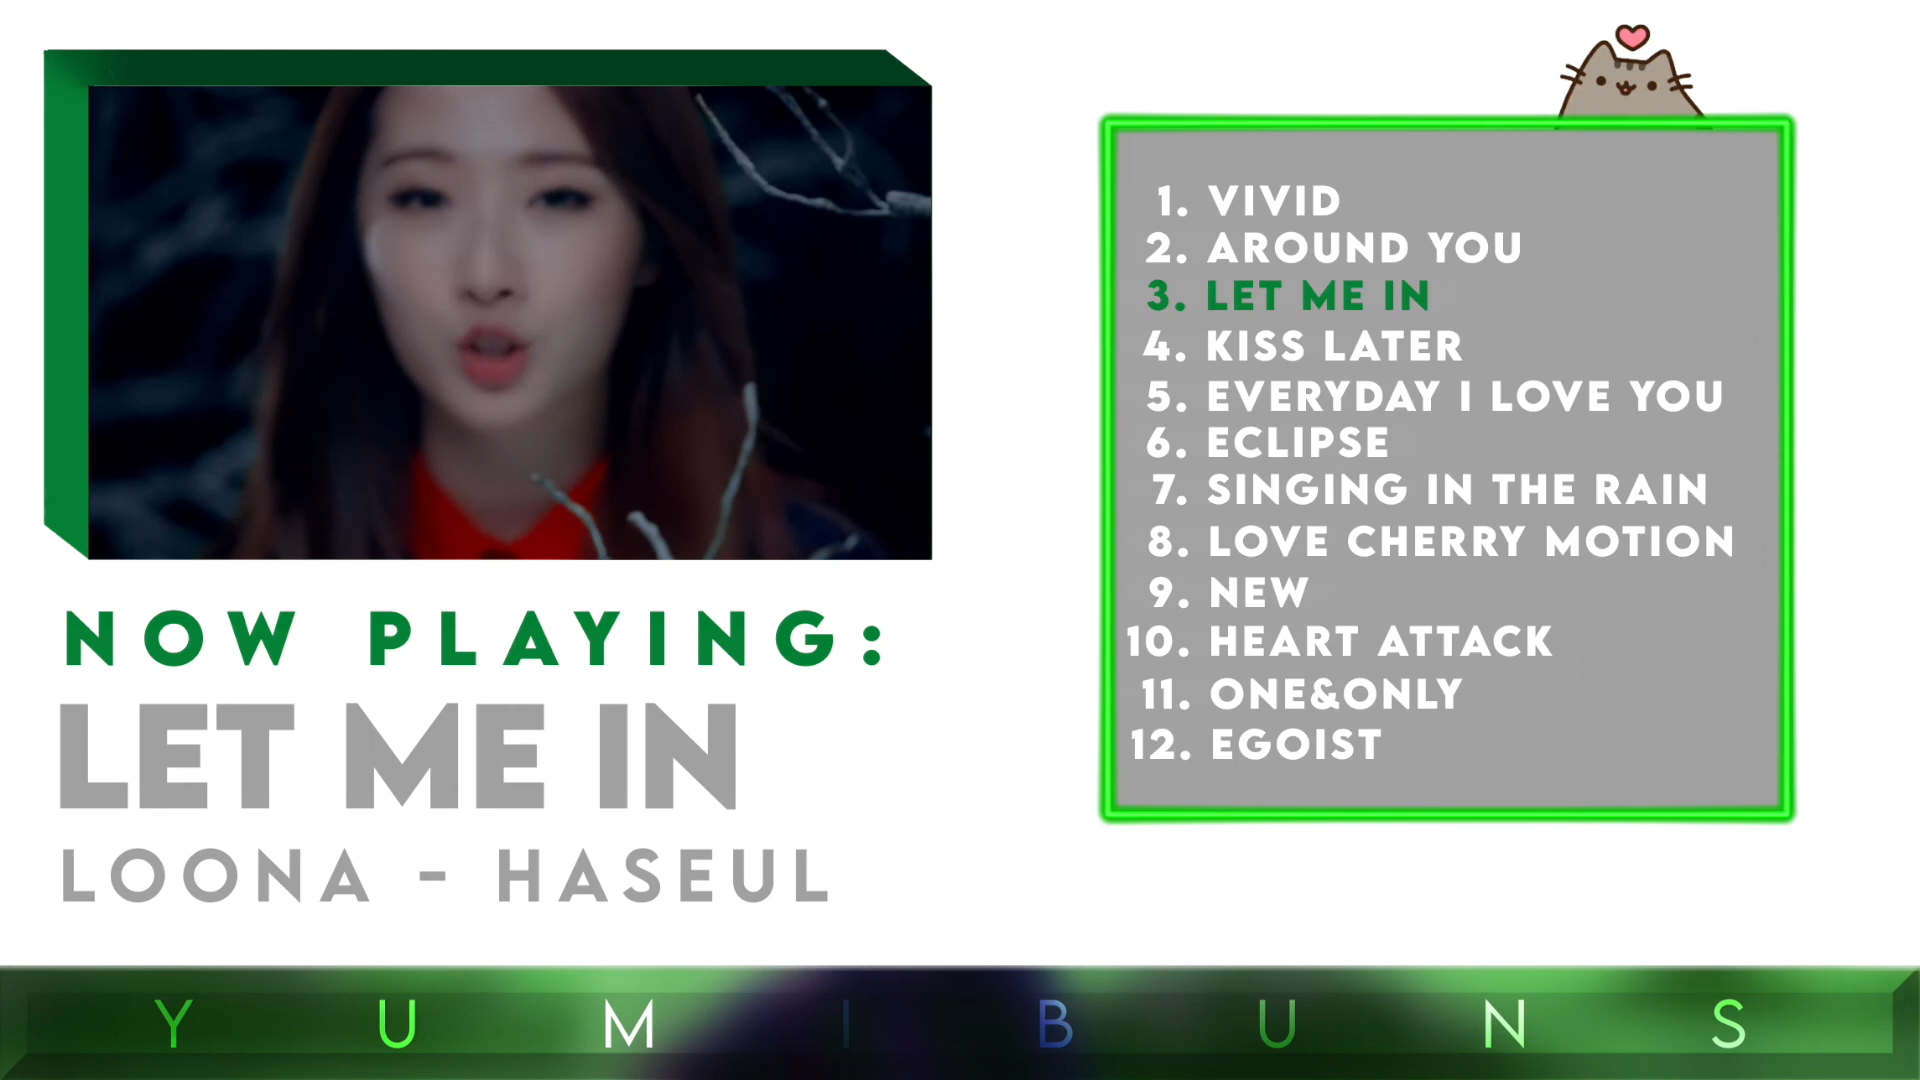 NOW PLAYING:
LET ME IN
LOONA - HASEUL
1. VIVID
2. AROUND YOU
3. LET ME IN
4. KISS LATER
5. EVERYDAY I LOVE YOU
6. ECLIPSE
7. SINGING IN THE RAIN
8. LOVE CHERRY MOTION
9. NEW
10. HEART ATTACK
11. ONE&ONLY
12. EGOIST
YUMIBUNS